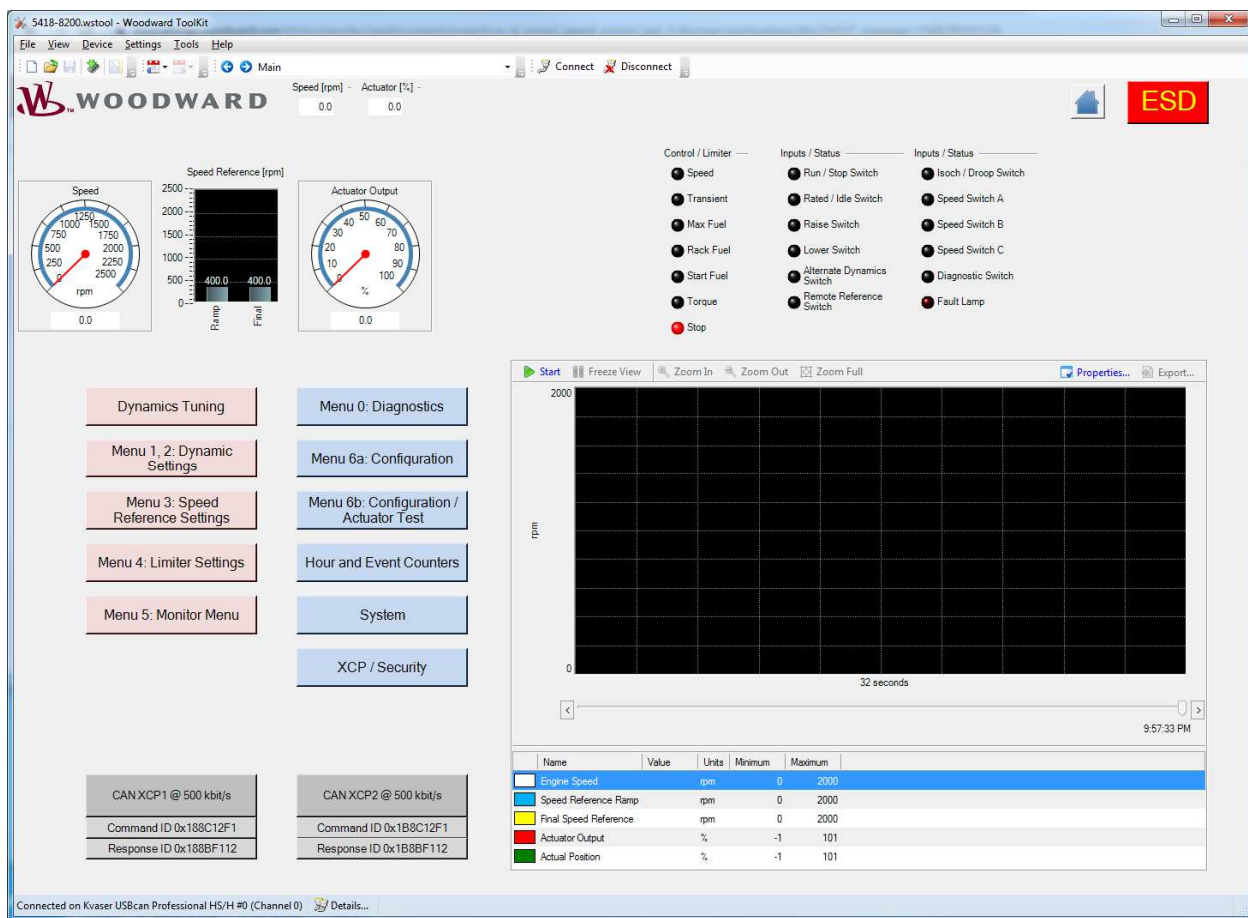 5418-8200.wstool - Woodward ToolKit
File View Device Settings Tools Help
Main Connect Disconnect
WOODWARD
Speed [rpm] Actuator [%]
0.0 0.0
ESD
Speed
0 250 500 750 1000 1250 1500 1750 2000 2250 2500
rpm
0.0
Speed Reference [rpm]
2500
2000
1500
1000
500
0
400.0 400.0
Ramp Final
Actuator Output
0 10 20 30 40 50 60 70 80 90 100
%
0.0
Control / Limiter
Speed
Transient
Max Fuel
Rack Fuel
Start Fuel
Torque
Stop
Inputs / Status
Run / Stop Switch
Rated / Idle Switch
Raise Switch
Lower Switch
Alternate Dynamics
Switch
Remote Reference
Switch
Inputs / Status
Isoch / Droop Switch
Speed Switch A
Speed Switch B
Speed Switch C
Diagnostic Switch
Fault Lamp
Dynamics Tuning
Menu 1, 2: Dynamic
Settings
Menu 3: Speed
Reference Settings
Menu 4: Limiter Settings
Menu 5: Monitor Menu
Menu 0: Diagnostics
Menu 6a: Configuration
Menu 6b: Configuration /
Actuator Test
Hour and Event Counters
System
XCP / Security
CAN XCP1 @ 500 kbit/s
Command ID 0x188C12F1
Response ID 0x188BF112
CAN XCP2 @ 500 kbit/s
Command ID 0x1B8C12F1
Response ID 0x1B8BF112
Start Freeze View Zoom In Zoom Out Zoom Full Properties... Export...
2000
rpm
0
32 seconds
9:57:33 PM
Name Value Units Minimum Maximum
Engine Speed rpm 0 2000
Speed Reference Ramp rpm 0 2000
Final Speed Reference rpm 0 2000
Actuator Output % -1 101
Actual Position % -1 101
Connected on Kvaser USBcan Professional HS/H #0 (Channel 0) Details...